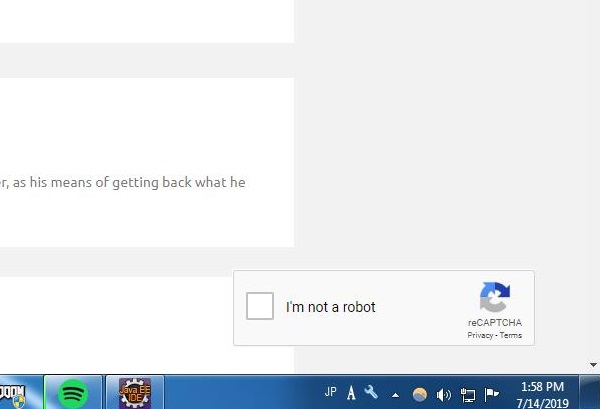 r, as his means of getting back what he
I'm not a robot
reCAPTCHA
Privacy - Terms
DOOM
Java EE
IDE
JP A
1:58 PM
7/14/2019